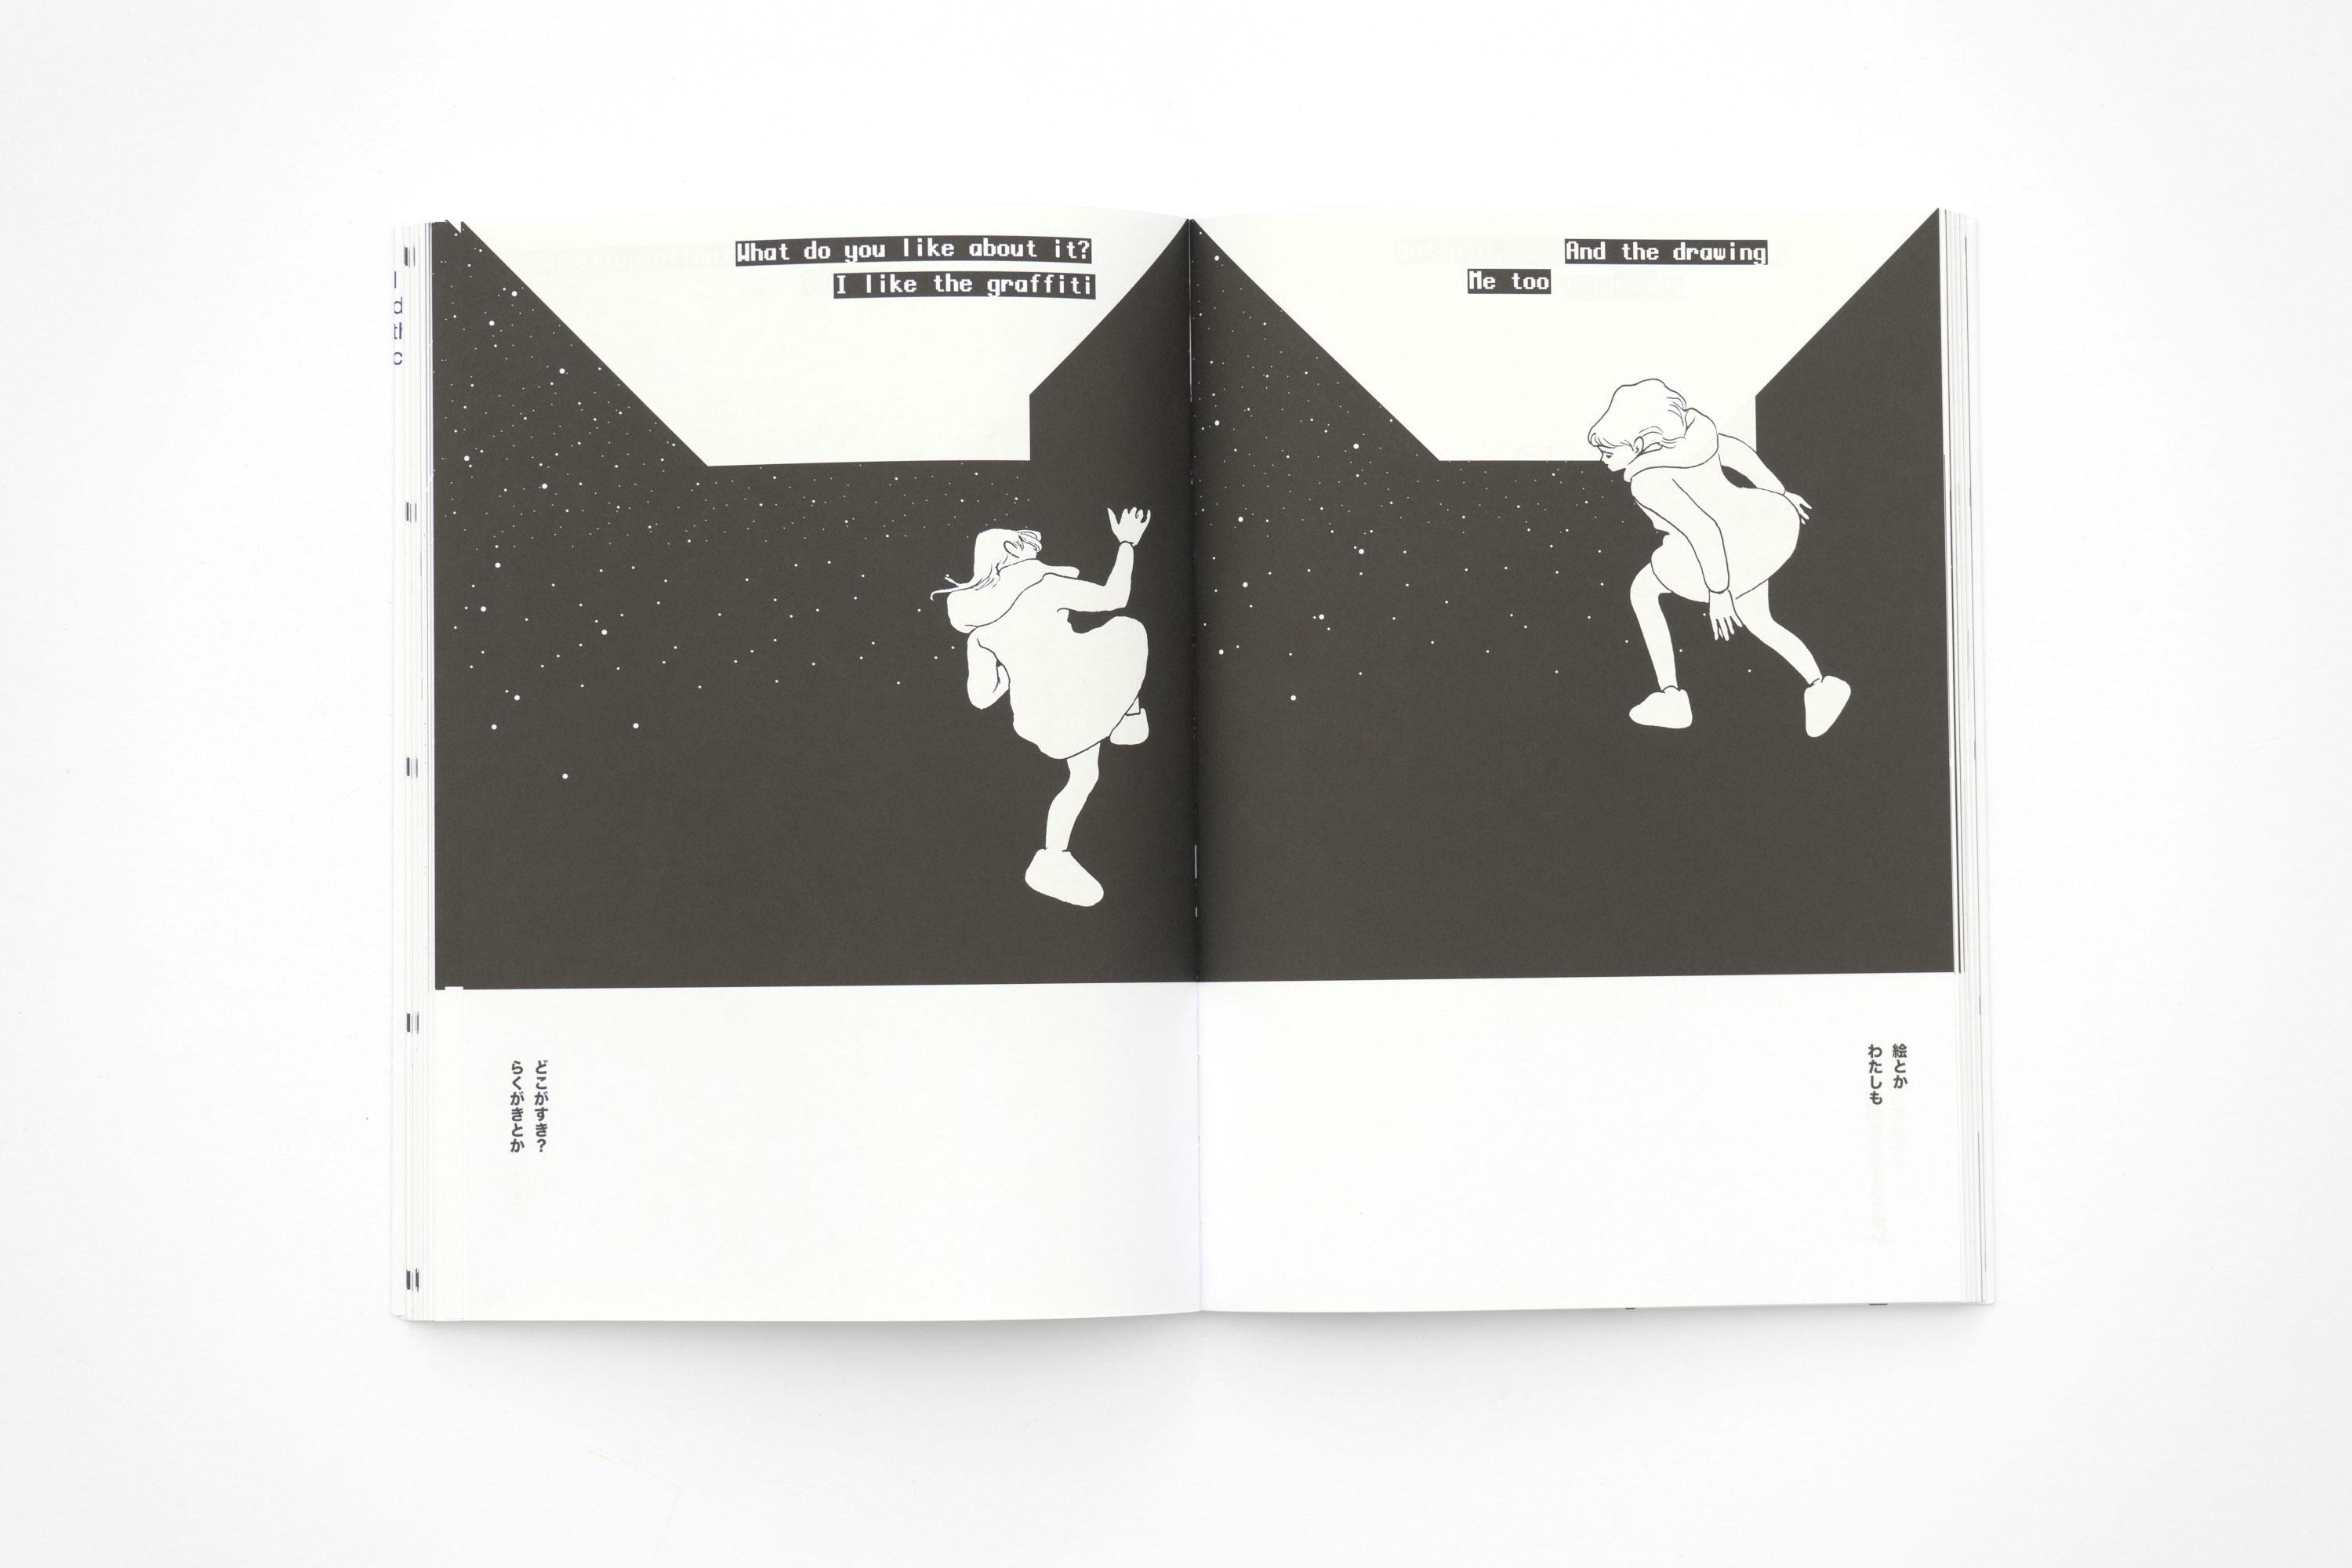 What do you like about it?
I like the graffiti
And the drawing
Me too
どこがすき?
らくがきとか
絵とか
わたしも
l
d
c